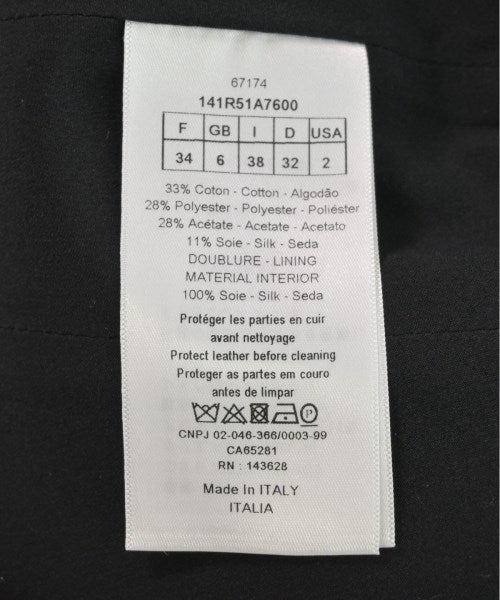 67174
141R51A7600
F GB I D USA
34 6 38 32 2
33% Coton - Cotton - Algodão
28% Polyester - Polyester - Poliéster
28% Acétate - Acetate - Acetato
11% Soie - Silk - Seda
DOUBLURE - LINING
MATERIAL INTERIOR
100% Soie - Silk - Seda
Protéger les parties en cuir
avant nettoyage
Protect leather before cleaning
Proteger as partes em couro
antes de limpar
P
CNPJ 02-046-366/0003-99
CA65281
RN : 143628
Made In ITALY
ITALIA